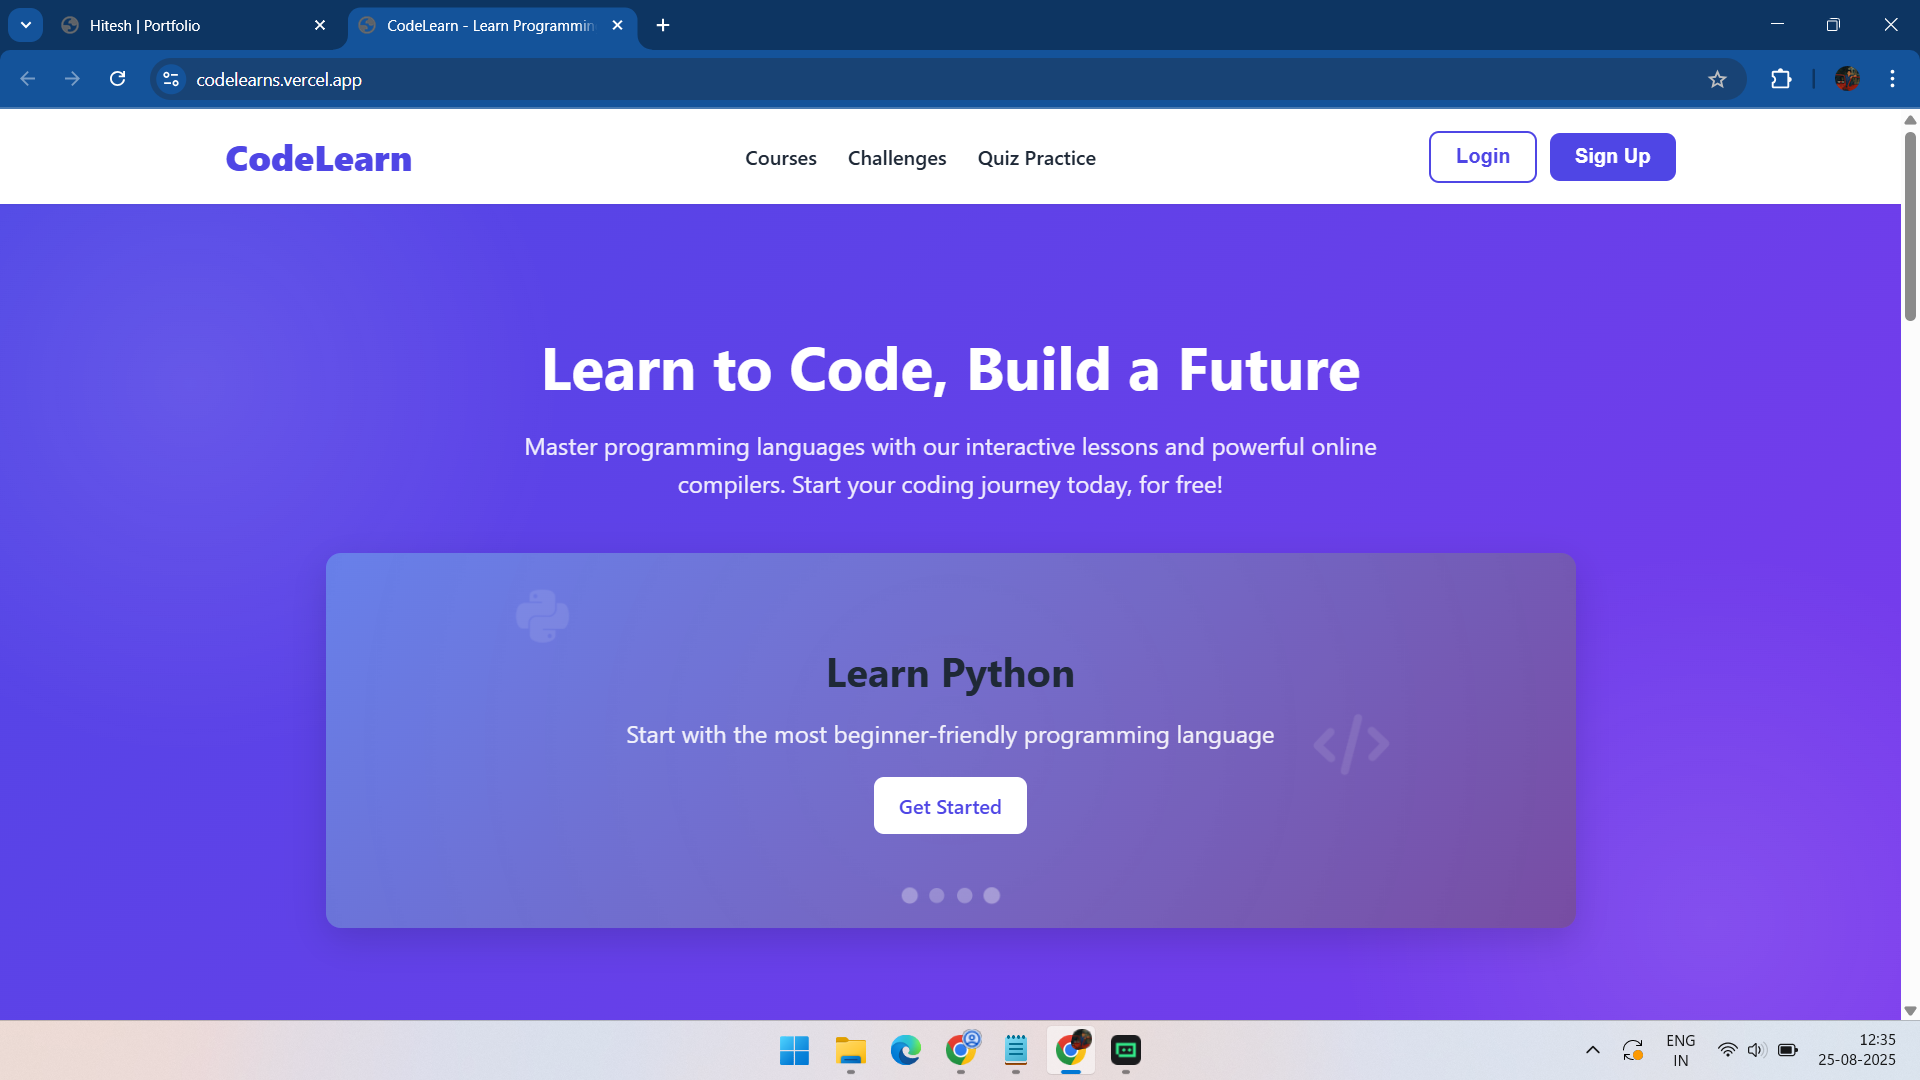 Hitesh | Portfolio
CodeLearn - Learn Programmin
codelearns.vercel.app
CodeLearn
Courses
Challenges
Quiz Practice
Login
Sign Up
Learn to Code, Build a Future
Master programming languages with our interactive lessons and powerful online
compilers. Start your coding journey today, for free!
Learn Python
Start with the most beginner-friendly programming language
</>
Get Started
ENG
IN
12:35
25-08-2025